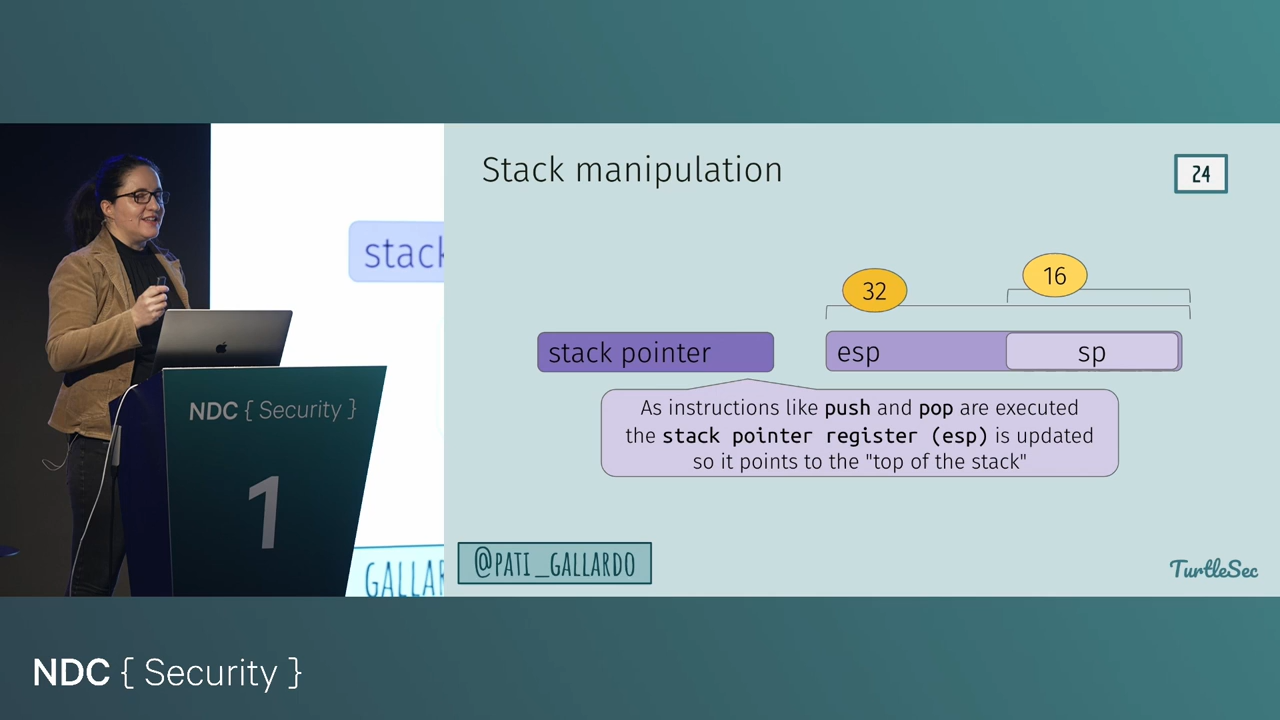 Stack manipulation
24
32
16
stack pointer
esp
sp
As instructions like push and pop are executed
the stack pointer register (esp) is updated
so it points to the "top of the stack"
@PATI_GALLARDO
TurtleSec
stack
GALLAR
NDC { Security }
1
NDC { Security }